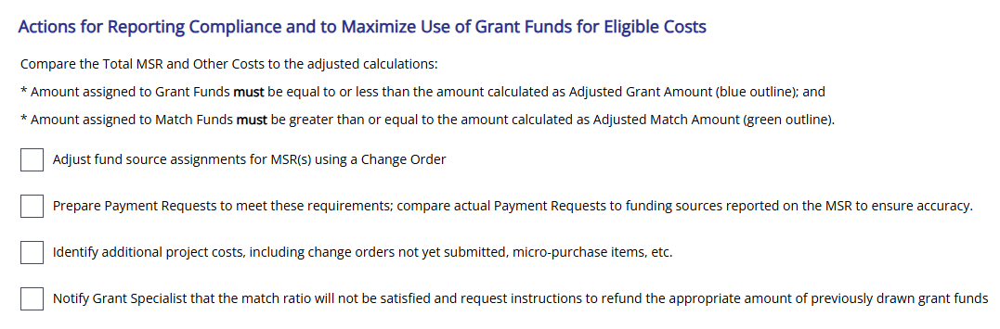 Actions for Reporting Compliance and to Maximize Use of Grant Funds for Eligible Costs
Compare the Total MSR and Other Costs to the adjusted calculations:
* Amount assigned to Grant Funds must be equal to or less than the amount calculated as Adjusted Grant Amount (blue outline); and
* Amount assigned to Match Funds must be greater than or equal to the amount calculated as Adjusted Match Amount (green outline).
Adjust fund source assignments for MSR(s) using a Change Order
Prepare Payment Requests to meet these requirements; compare actual Payment Requests to funding sources reported on the MSR to ensure accuracy.
Identify additional project costs, including change orders not yet submitted, micro-purchase items, etc.
Notify Grant Specialist that the match ratio will not be satisfied and request instructions to refund the appropriate amount of previously drawn grant funds